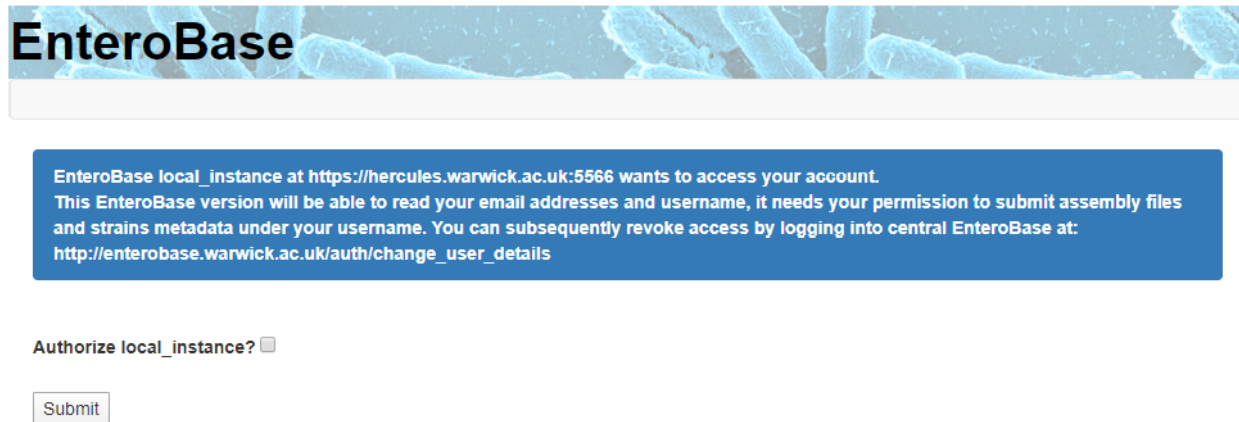 EnteroBase
EnteroBase local_instance at https://hercules.warwick.ac.uk:5566 wants to access your account.
This EnteroBase version will be able to read your email addresses and username, it needs your permission to submit assembly files
and strains metadata under your username. You can subsequently revoke access by logging into central EnteroBase at:
http://enterobase.warwick.ac.uk/auth/change_user_details
Authorize local_instance?
Submit